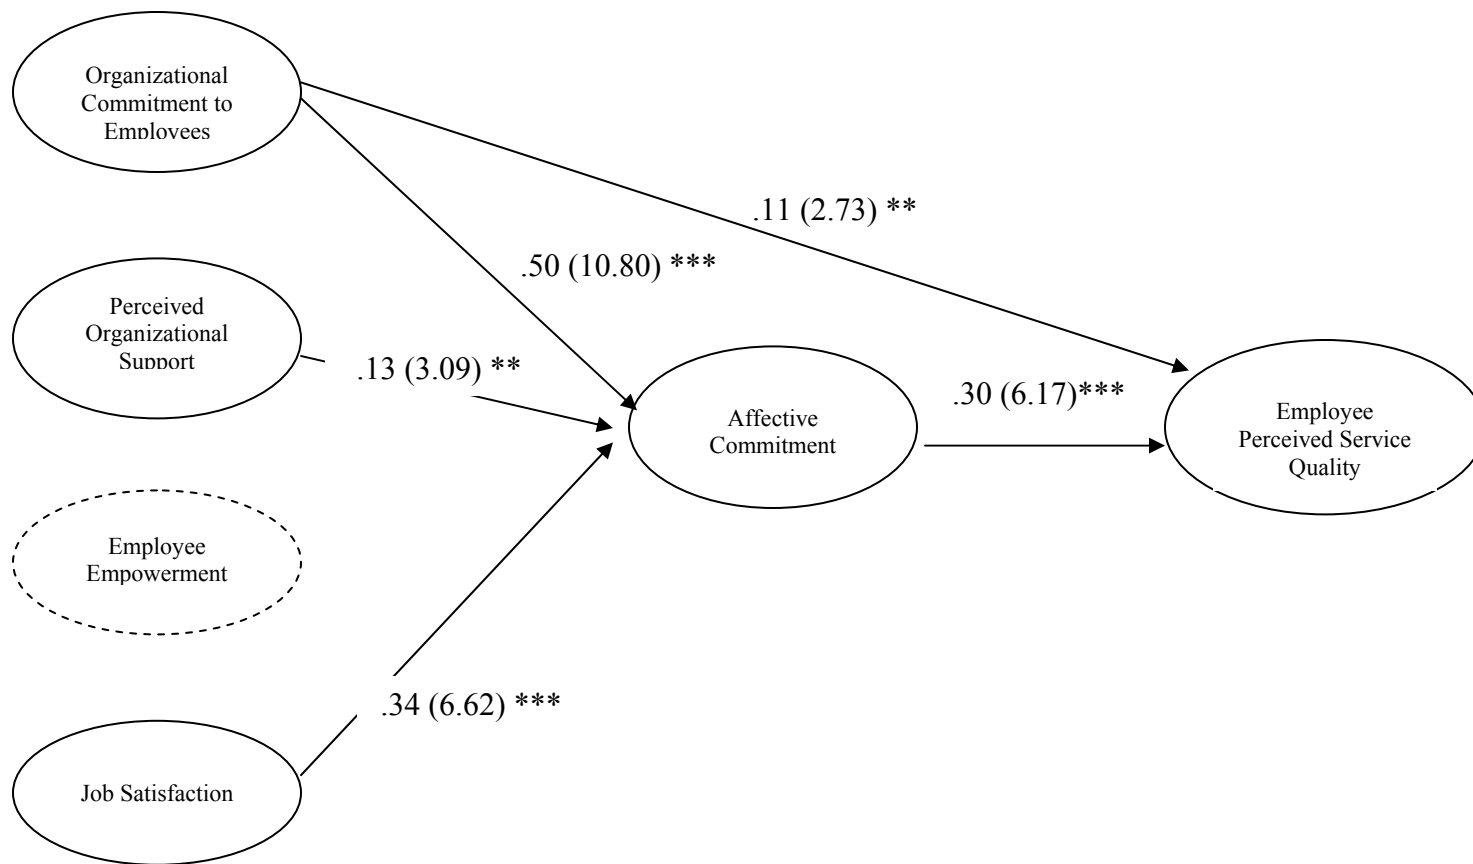 Organizational
Commitment to
Employees
.11 (2.73) **
.50 (10.80) ***
Perceived
Organizational
Support
.13 (3.09) **
Affective
Commitment
.30 (6.17)***
Employee
Perceived Service
Quality
Employee
Empowerment
.34 (6.62) ***
Job Satisfaction